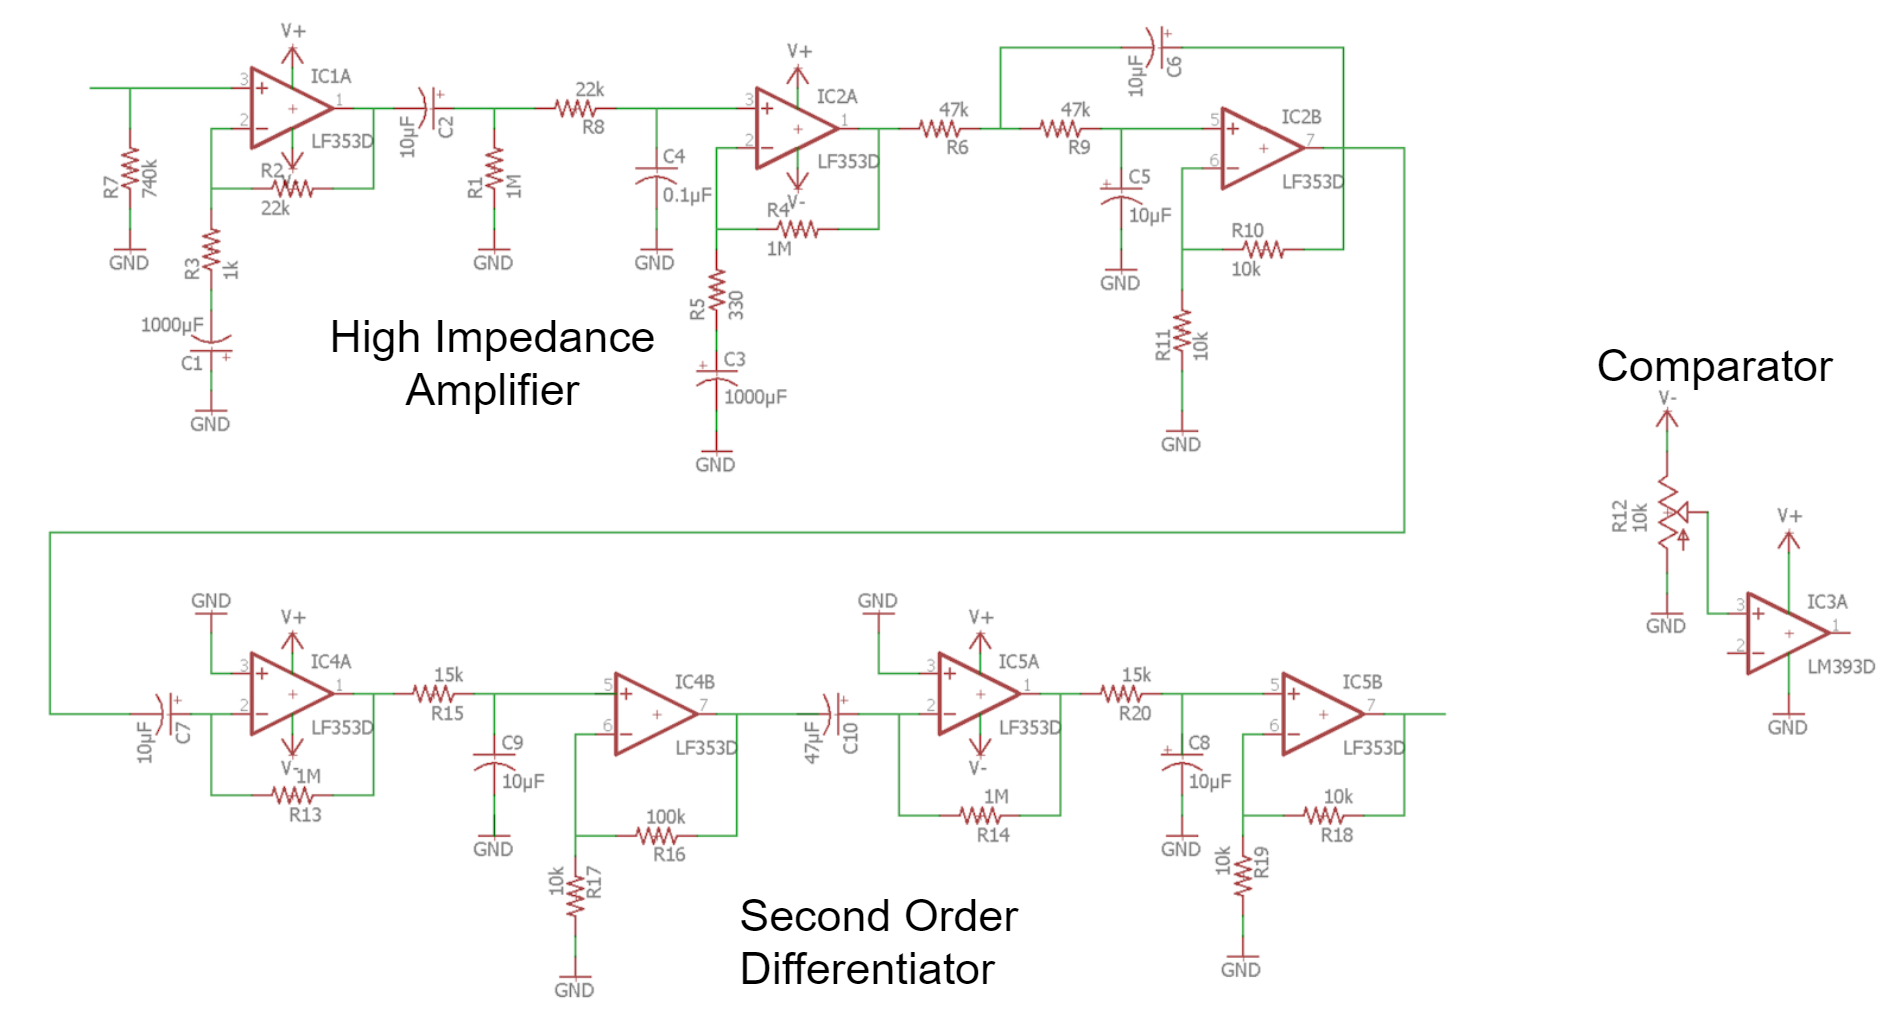 V+
IC1A
3
1
2
LF353D
R7
740k
GND
R2
V-
22k
R3
1k
1000µF
C1
GND
10µF
C2
R1
1M
GND
22k
R8
C4
0.1µF
GND
V+
IC2A
3
1
2
LF353D
V-
R4
1M
R5
330
C3
1000µF
GND
47k
R6
47k
R9
10µF
C6
C5
10µF
GND
IC2B
5
7
6
LF353D
R10
10k
R11
10k
GND
High Impedance
Amplifier
Comparator
V-
R12
10k
GND
V+
IC3A
3
1
2
LM393D
GND
GND
V+
IC4A
3
1
2
LF353D
V-
10µF
C7
1M
R13
15k
R15
C9
10µF
GND
IC4B
5
7
6
LF353D
100k
R16
10k
R17
GND
47µF
C10
GND
V+
IC5A
3
1
2
LF353D
V-
1M
R14
15k
R20
C8
10µF
GND
IC5B
5
7
6
LF353D
10k
R18
10k
R19
GND
Second Order
Differentiator